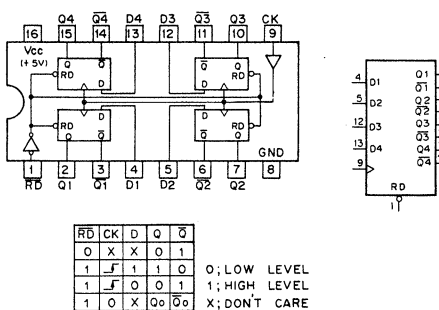 Q4 Q̅4̅ D4 D3 Q̅3̅ Q3 CK
16 15 14 13 12 11 10 9
Vcc
(+5V)
Q Q̅ Q̅ Q
RD D D RD
RD D D RD
Q Q̅ Q̅ Q
GND
1 2 3 4 5 6 7 8
R̅D̅ Q1 Q̅1̅ D1 D2 Q̅2̅ Q2
4 D1 Q1
Q̅1̅
5 D2 Q2
Q̅2̅
12 D3 Q3
Q̅3̅
13 D4 Q4
Q̅4̅
9
RD
1
R̅D̅ CK D Q Q̅
0 X X 0 1
1 1 1 0 0; LOW LEVEL
1 0 0 1 1; HIGH LEVEL
1 0 X Qo Q̅o X; DON'T CARE